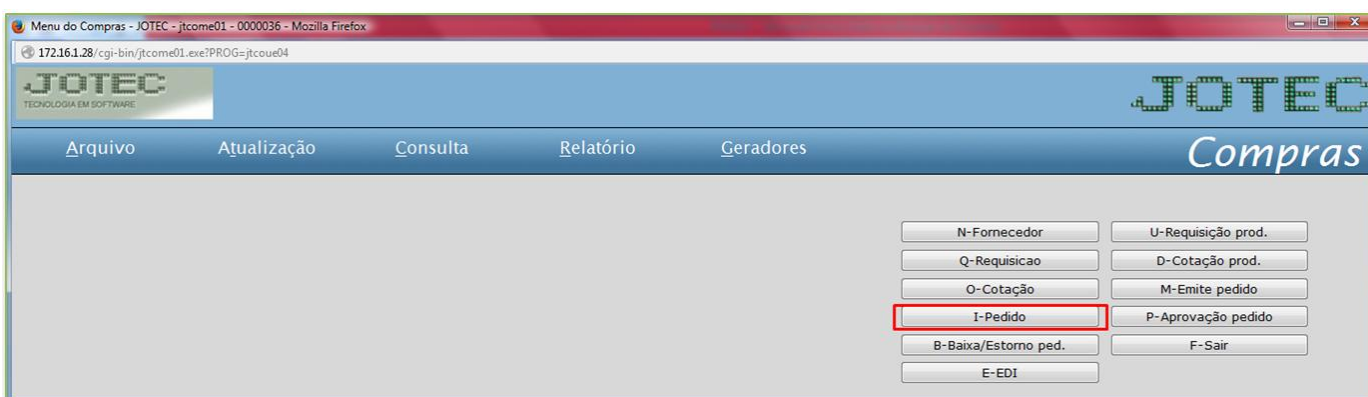 Menu do Compras - JOTEC - jtcome01 - 0000036 - Mozilla Firefox
172.16.1.28/cgi-bin/jtcome01.exe?PROG=jtcoue04
JOTEC
TECNOLOGIA EM SOFTWARE
JOTEC
Arquivo Atualização Consulta Relatório Geradores Compras
N-Fornecedor U-Requisição prod.
Q-Requisicao D-Cotação prod.
O-Cotação M-Emite pedido
I-Pedido P-Aprovação pedido
B-Baixa/Estorno ped. F-Sair
E-EDI